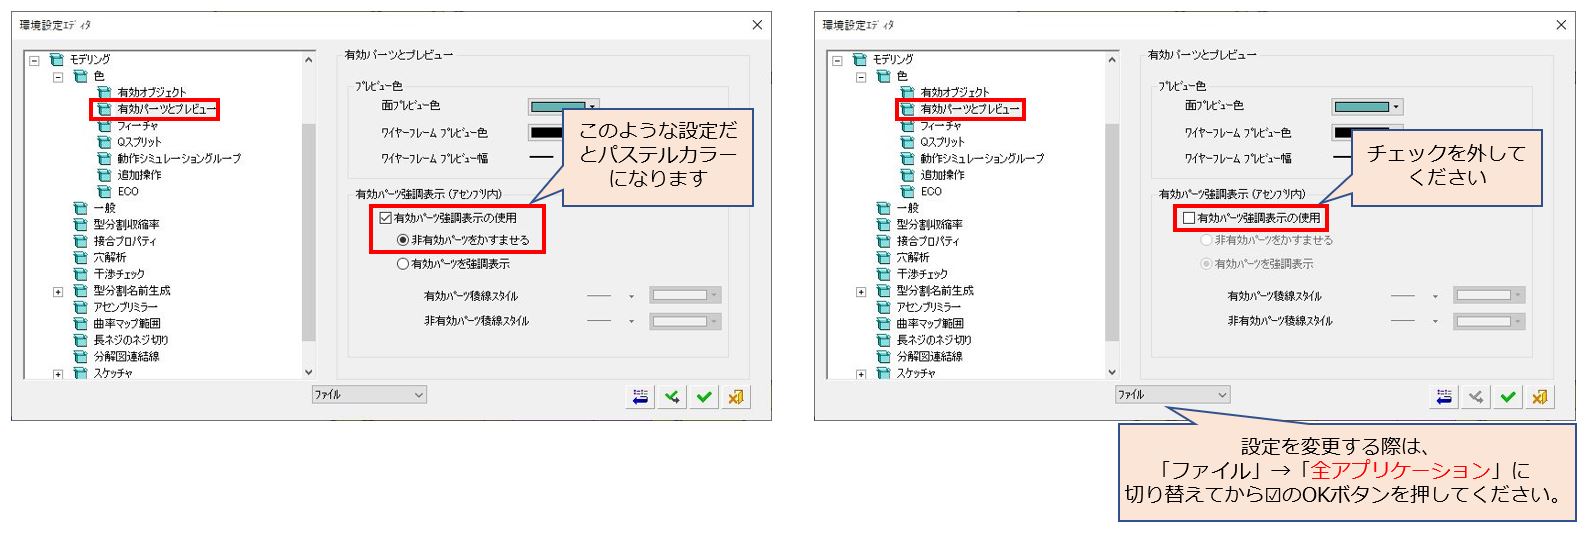 環境設定エディタ
モデリング
色
有効オブジェクト
有効パーツとプレビュー
フィーチャ
Qスプリット
動作シミュレーショングループ
追加操作
ECO
一般
型分割収縮率
接合プロパティ
穴解析
干渉チェック
型分割名前生成
アセンブリミラー
曲率マップ範囲
長ネジのネジ切り
分解図連結線
スケッチャ
有効パーツとプレビュー
プレビュー色
面プレビュー色
ワイヤーフレーム プレビュー色
ワイヤーフレーム プレビュー幅
このような設定だ
とパステルカラー
になります
有効パーツ強調表示 (アセンブリ内)
有効パーツ強調表示の使用
非有効パーツをかすませる
有効パーツを強調表示
有効パーツ稜線スタイル
非有効パーツ稜線スタイル
ファイル
環境設定エディタ
モデリング
色
有効オブジェクト
有効パーツとプレビュー
フィーチャ
Qスプリット
動作シミュレーショングループ
追加操作
ECO
一般
型分割収縮率
接合プロパティ
穴解析
干渉チェック
型分割名前生成
アセンブリミラー
曲率マップ範囲
長ネジのネジ切り
分解図連結線
スケッチャ
有効パーツとプレビュー
プレビュー色
面プレビュー色
ワイヤーフレーム プレビュー色
ワイヤーフレーム プレビュー幅
チェックを外して
ください
有効パーツ強調表示 (アセンブリ内)
有効パーツ強調表示の使用
非有効パーツをかすませる
有効パーツを強調表示
有効パーツ稜線スタイル
非有効パーツ稜線スタイル
ファイル
設定を変更する際は、
「ファイル」→「全アプリケーション」に
切り替えてから☑のOKボタンを押してください。